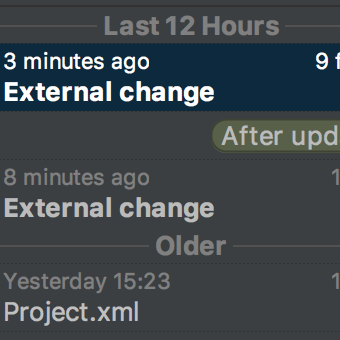 Last 12 Hours
3 minutes ago 9
External change
After upd
8 minutes ago 1
External change
Older
Yesterday 15:23 1
Project.xml